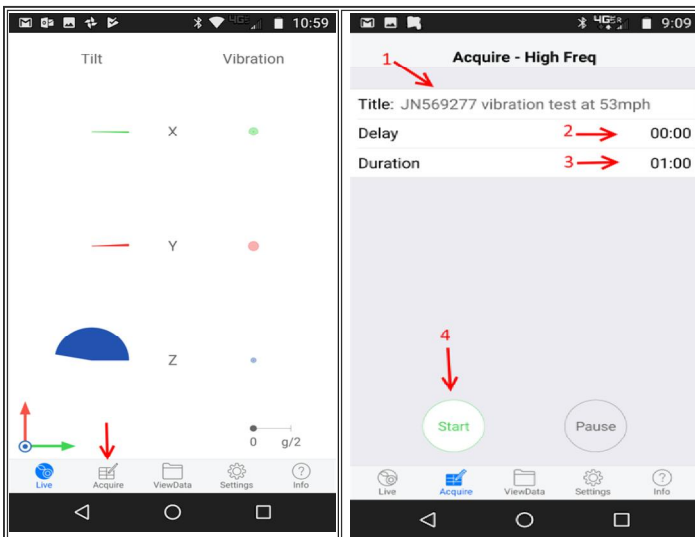 10:59
Tilt Vibration
X
Y
Z
0 g/2
Live Acquire ViewData Settings Info
4G R 9:09
1 Acquire - High Freq
Title: JN569277 vibration test at 53mph
Delay 2 00:00
Duration 3 01:00
4
Start Pause
Live Acquire ViewData Settings Info